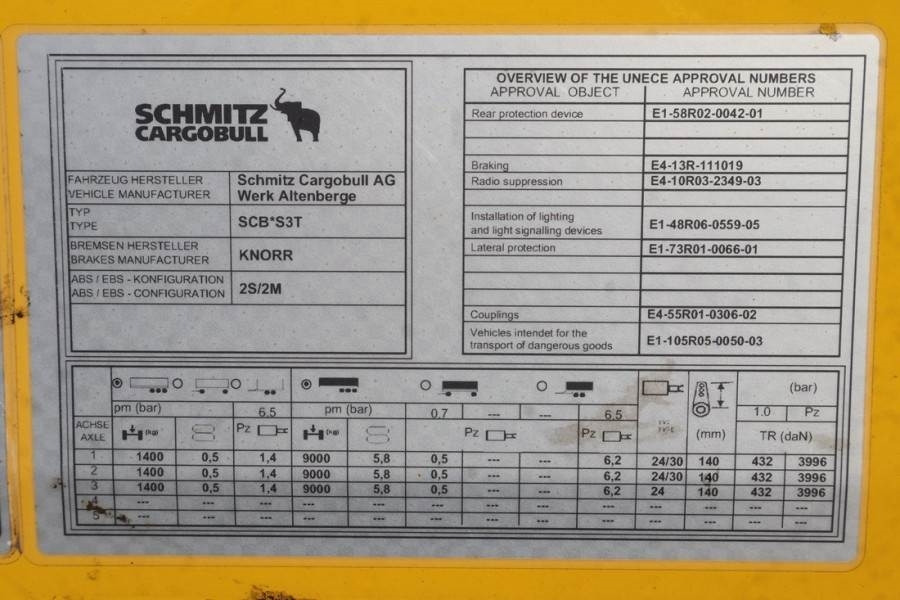 SCHMITZ
CARGOBULL
FAHRZEUG HERSTELLER
VEHICLE MANUFACTURER
Schmitz Cargobull AG
Werk Altenberge
TYP
TYPE
SCB*S3T
BREMSEN HERSTELLER
BRAKES MANUFACTURER
KNORR
ABS / EBS - KONFIGURATION
ABS / EBS - CONFIGURATION
2S/2M
OVERVIEW OF THE UNECE APPROVAL NUMBERS
APPROVAL OBJECT APPROVAL NUMBER
Rear protection device E1-58R02-0042-01
Braking E4-13R-111019
Radio suppression E4-10R03-2349-03
Installation of lighting
and light signalling devices
E1-48R06-0559-05
Lateral protection E1-73R01-0066-01
Couplings E4-55R01-0306-02
Vehicles intendet for the
transport of dangerous goods
E1-105R05-0050-03
(bar)
pm (bar) 6.5 pm (bar) 0.7 --- --- 6.5 1.0 Pz
ACHSE
AXLE
(kg) Pz (kg) Pz Pz (mm) TR (daN)
1 1400 0,5 1,4 9000 5,8 0,5 --- --- 6,2 24/30 140 432 3996
2 1400 0,5 1,4 9000 5,8 0,5 --- --- 6,2 24/30 140 432 3996
3 1400 0,5 1,4 9000 5,8 0,5 --- --- 6,2 24 140 432 3996
4 --- --- --- --- --- --- --- --- --- --- --- --- ---
5 --- --- --- --- --- --- --- --- --- --- --- --- ---